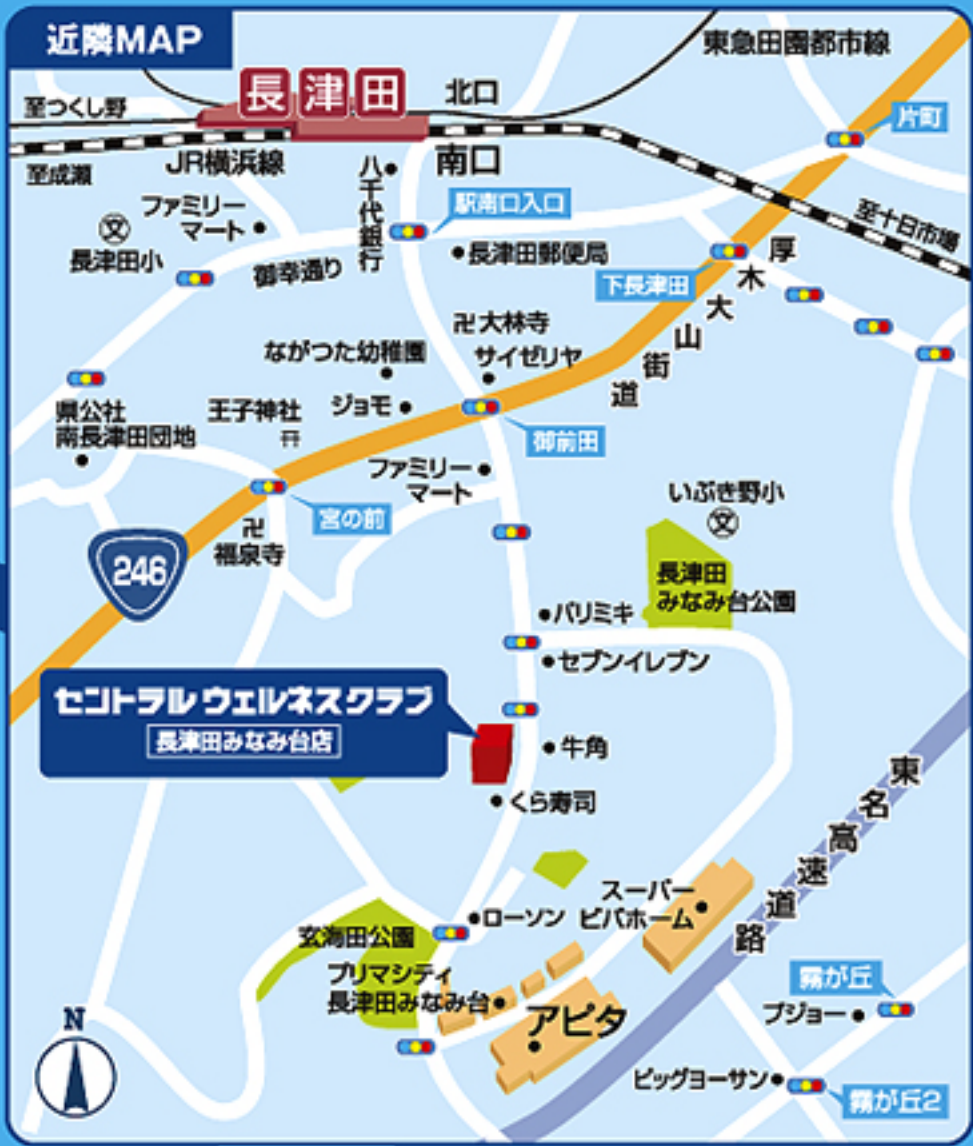 近隣MAP
東急田園都市線
長津田
北口
至つくし野
片町
JR横浜線
南口
至成瀬
八千代銀行
ファミリー
マート
駅南口入口
至十日市場
長津田小
文
御幸通り
長津田郵便局
下長津田
厚木大山街道
卍大林寺
ながつた幼稚園
サイゼリヤ
県公社
南長津田団地
王子神社
ジョモ
御前田
ファミリー
マート
宮の前
いぶき野小
文
卍
福泉寺
246
長津田
みなみ台公園
パリミキ
セブンイレブン
セントラルウェルネスクラブ
長津田みなみ台店
牛角
くら寿司
東名高速道路
スーパー
ビバホーム
ローソン
玄海田公園
プリマシティ
長津田みなみ台
アピタ
霧が丘
プジョー
N
ビッグヨーサン
霧が丘2